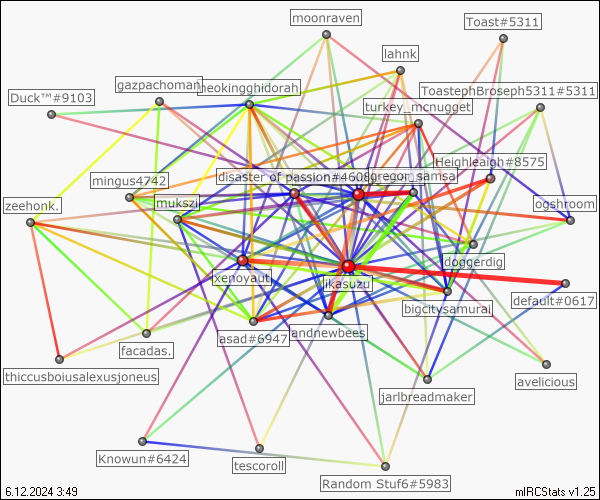 moonraven
Toast#5311
lahnk
neokingghidorah
gazpachoman
ToastephBroseph5311#5311
Duck™#9103
turkey_mcnugget
Heighleigh#8575
disaster of passion#4608
gregor_samsa
mingus4742
mukszi
zeehonk.
ogshroom
doggerdig
xenoyaut
ikasuzu
default#0617
bigcitysamurai
andnewbees
asad#6947
facadas.
thiccusboiusalexusjoneus
avelicious
jarlbreadmaker
Knowun#6424
tescoroll
Random Stuf6#5983
6.12.2024 3:49
mIRCStats v1.25